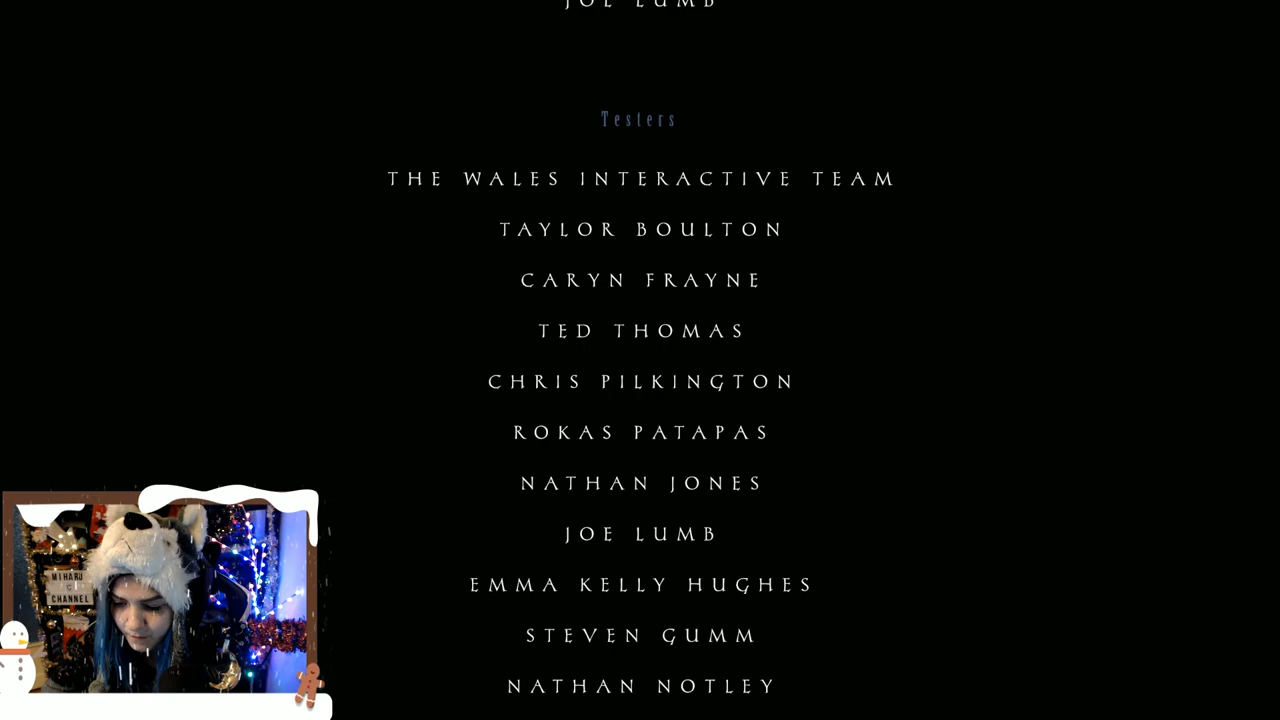 JOE LUMB
Testers
THE WALES INTERACTIVE TEAM
TAYLOR BOULTON
CARYN FRAYNE
TED THOMAS
CHRIS PILKINGTON
ROKAS PATAPAS
NATHAN JONES
JOE LUMB
EMMA KELLY HUGHES
STEVEN GUMM
NATHAN NOTLEY
MIHARU
CHANNEL